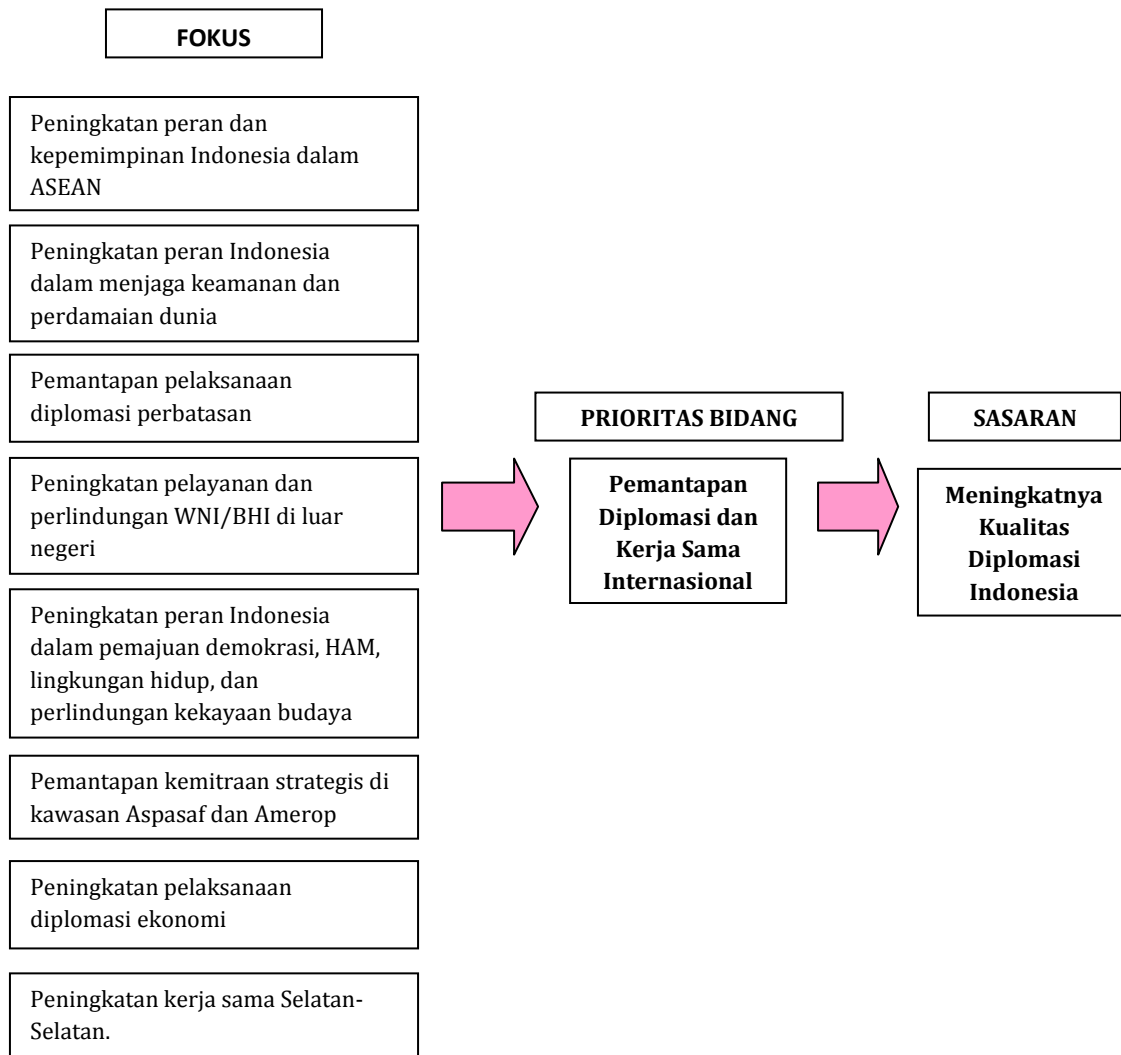 FOKUS
Peningkatan peran dan
kepemimpinan Indonesia dalam
ASEAN
Peningkatan peran Indonesia
dalam menjaga keamanan dan
perdamaian dunia
Pemantapan pelaksanaan
diplomasi perbatasan
Peningkatan pelayanan dan
perlindungan WNI/BHI di luar
negeri
Peningkatan peran Indonesia
dalam pemajuan demokrasi, HAM,
lingkungan hidup, dan
perlindungan kekayaan budaya
Pemantapan kemitraan strategis di
kawasan Aspasaf dan Amerop
Peningkatan pelaksanaan
diplomasi ekonomi
Peningkatan kerja sama Selatan-
Selatan.
PRIORITAS BIDANG
Pemantapan
Diplomasi dan
Kerja Sama
Internasional
SASARAN
Meningkatnya
Kualitas
Diplomasi
Indonesia